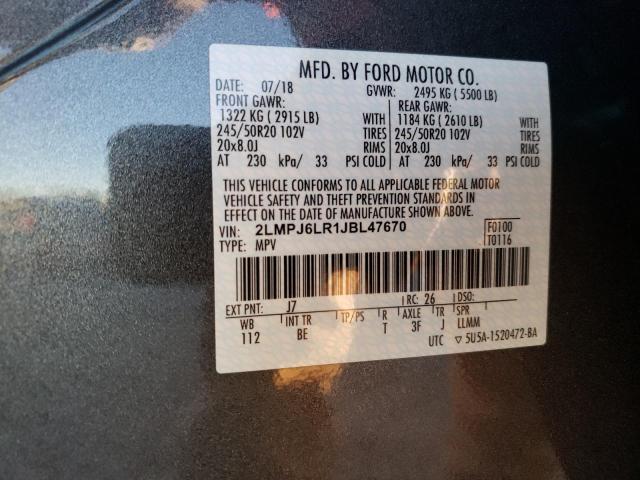 MFD. BY FORD MOTOR CO.
DATE: 07/18 GVWR: 2495 KG ( 5500 LB)
FRONT GAWR: REAR GAWR:
1322 KG ( 2915 LB) WITH 1184 KG ( 2610 LB) WITH
245/50R20 102V TIRES 245/50R20 102V TIRES
20x8.0J RIMS 20x8.0J RIMS
AT 230 kPa/ 33 PSI COLD AT 230 kPa/ 33 PSI COLD
THIS VEHICLE CONFORMS TO ALL APPLICABLE FEDERAL MOTOR
VEHICLE SAFETY AND THEFT PREVENTION STANDARDS IN
EFFECT ON THE DATE OF MANUFACTURE SHOWN ABOVE.
VIN: 2LMPJ6LR1JBL47670 F0100
TYPE: MPV T0116
EXT PNT: J7 RC: 26 DSO:
WB INT TR TP/PS R AXLE TR SPR
112 BE T 3F J LLMM
UTC ▽ 5U5A-1520472-BA